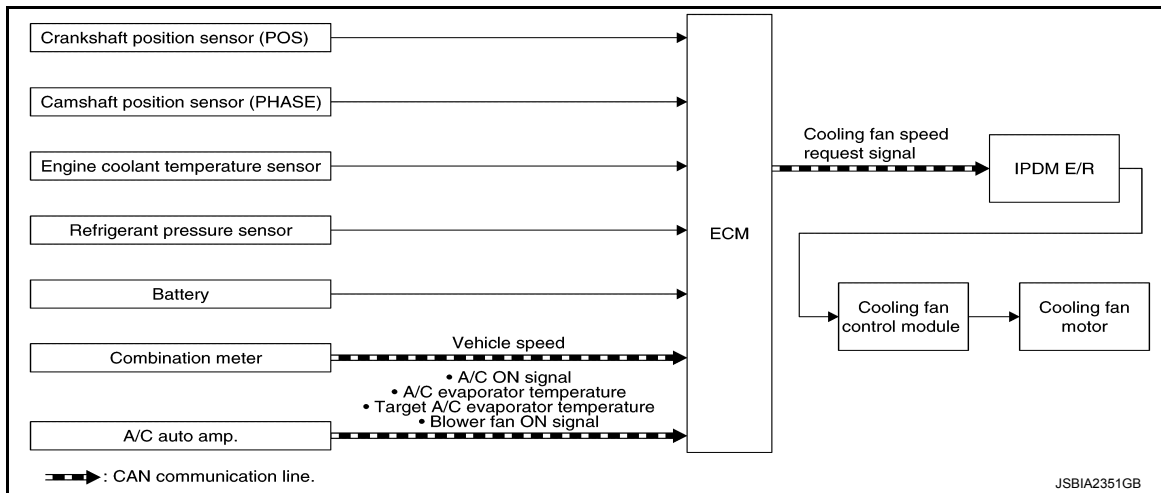 Crankshaft position sensor (POS)
Camshaft position sensor (PHASE)
Engine coolant temperature sensor
Refrigerant pressure sensor
Battery
Combination meter
A/C auto amp.
Vehicle speed
• A/C ON signal
• A/C evaporator temperature
• Target A/C evaporator temperature
• Blower fan ON signal
ECM
Cooling fan speed
request signal
IPDM E/R
Cooling fan
control module
Cooling fan
motor
: CAN communication line.
JSBIA2351GB